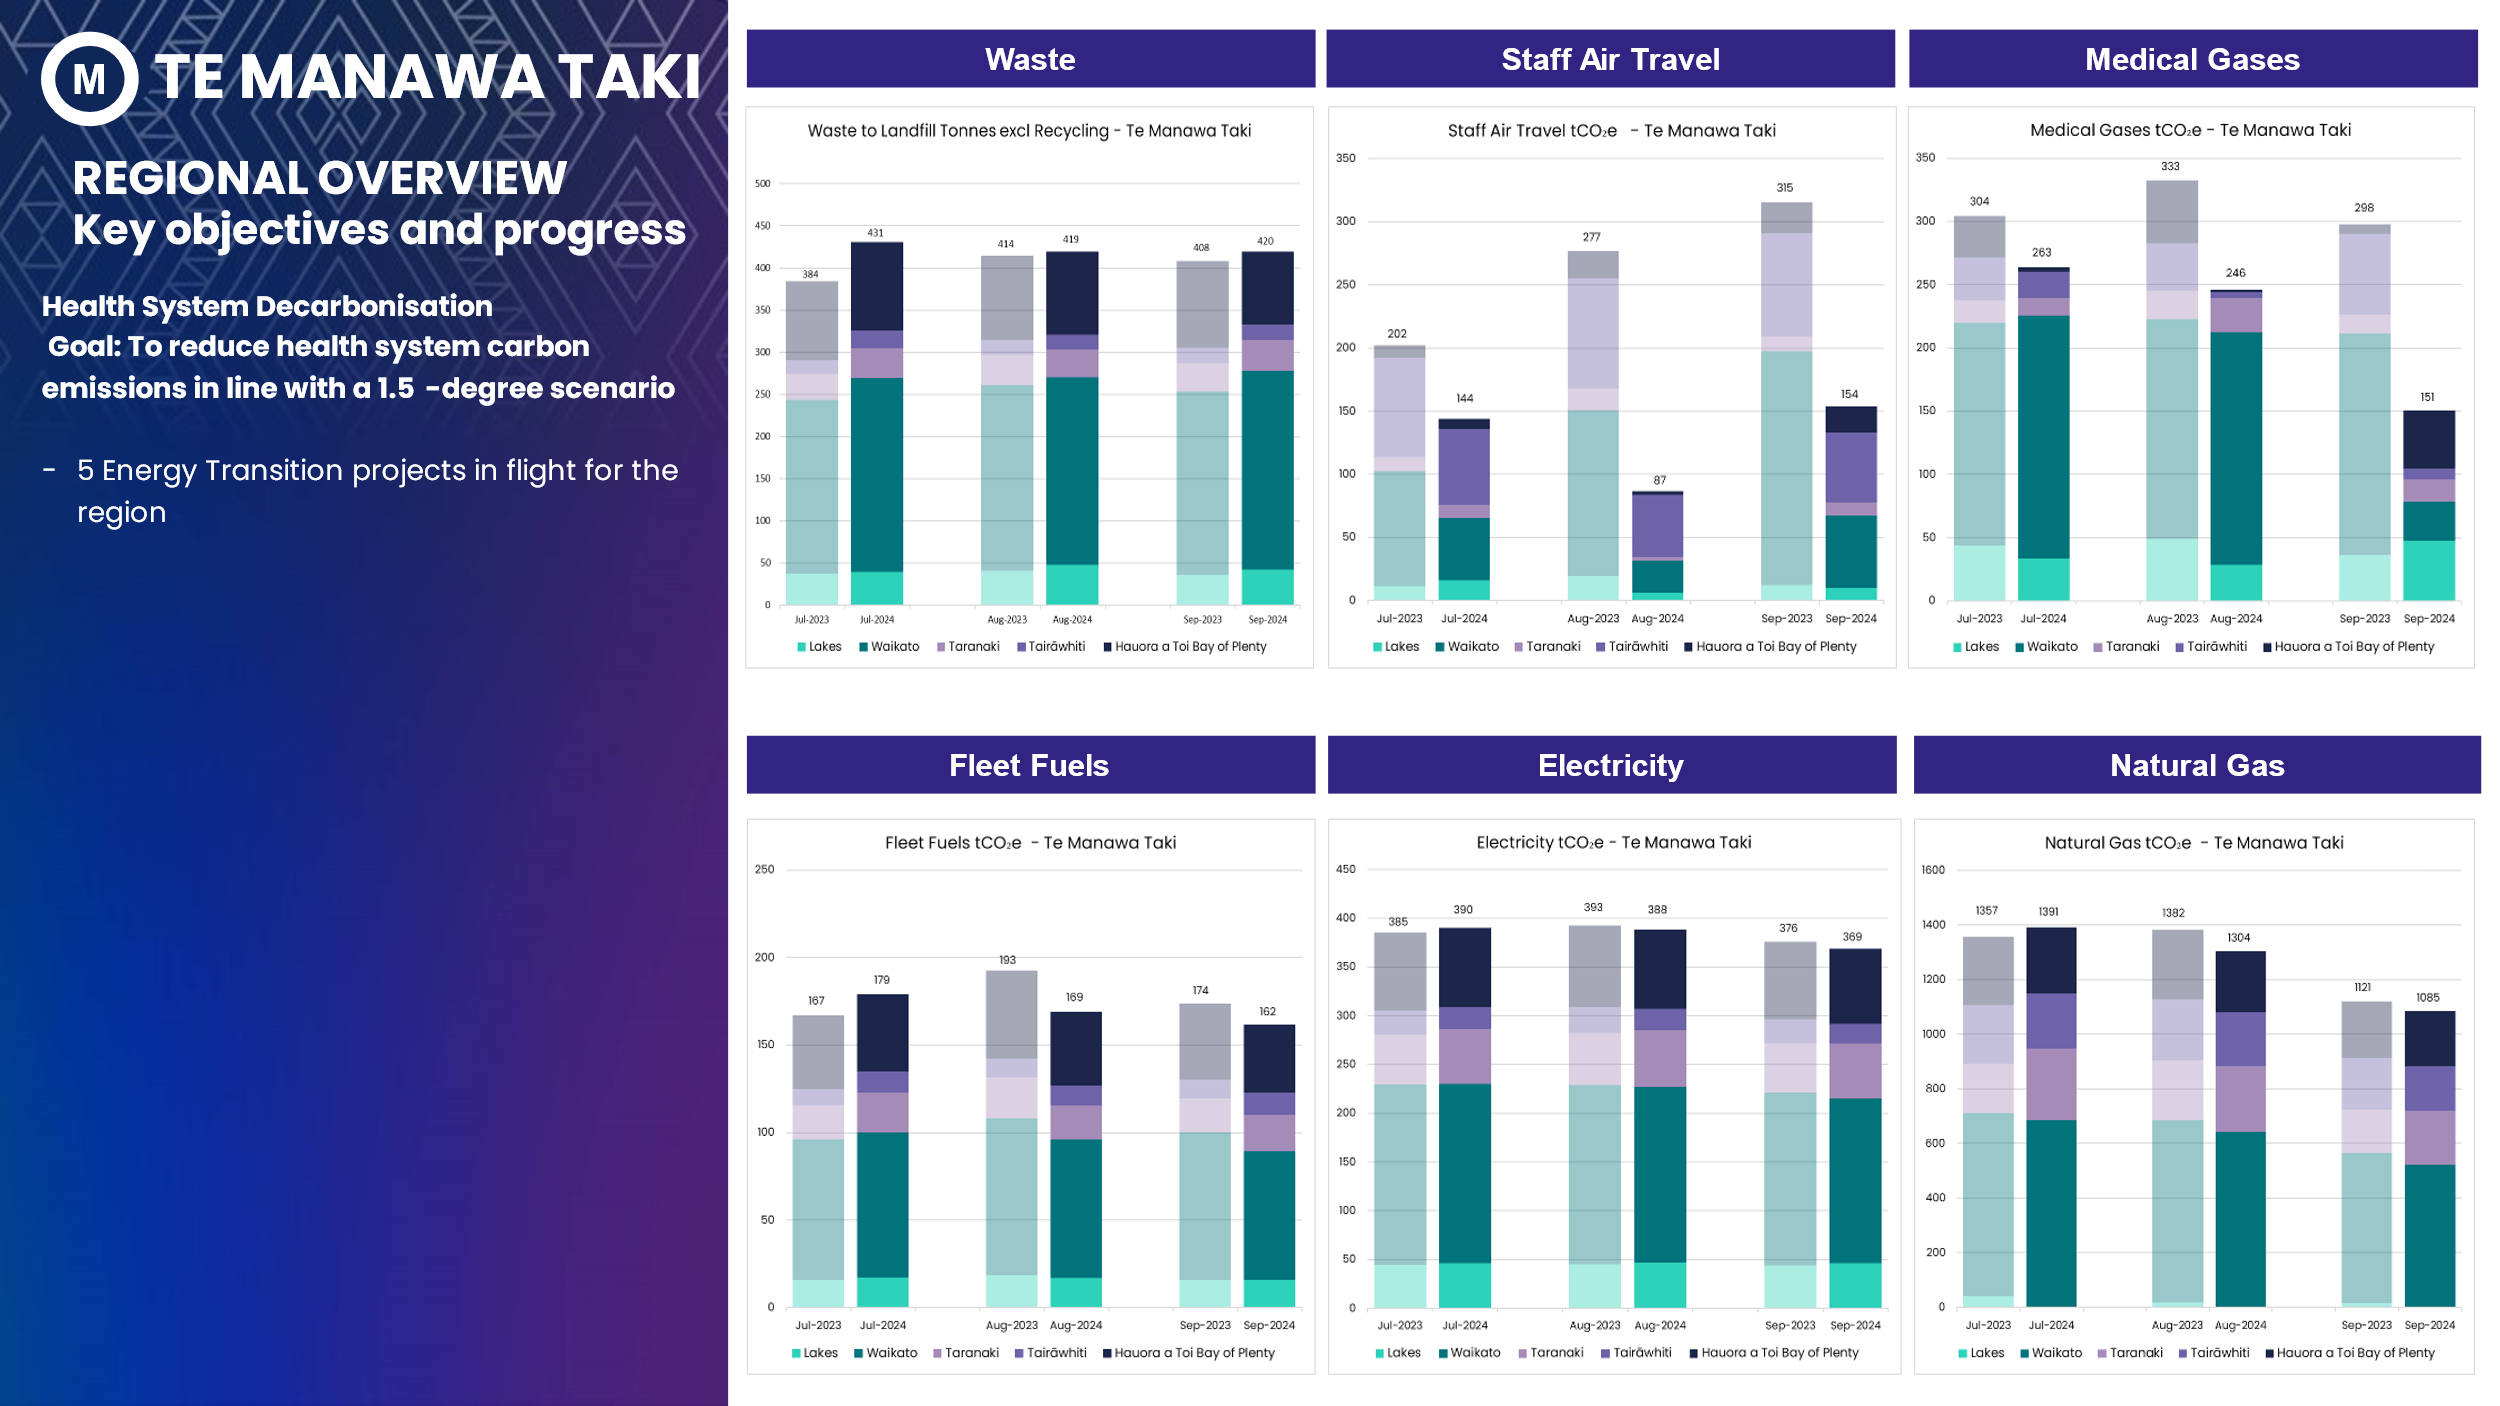 M TE MANAWA TAKI
REGIONAL OVERVIEW
Key objectives and progress
Health System Decarbonisation
Goal: To reduce health system carbon
emissions in line with a 1.5 -degree scenario
- 5 Energy Transition projects in flight for the
region
Waste
Waste to Landfill Tonnes excl Recycling - Te Manawa Taki
500
450
400
350
300
250
200
150
100
50
0
384
431
414
419
408
420
Jul-2023 Jul-2024 Aug-2023 Aug-2024 Sep-2023 Sep-2024
Lakes Waikato Taranaki Tairāwhiti Hauora a Toi Bay of Plenty
Staff Air Travel
Staff Air Travel tCO₂e - Te Manawa Taki
350
300
250
200
150
100
50
0
202
144
277
87
315
154
Jul-2023 Jul-2024 Aug-2023 Aug-2024 Sep-2023 Sep-2024
Lakes Waikato Taranaki Tairāwhiti Hauora a Toi Bay of Plenty
Medical Gases
Medical Gases tCO₂e - Te Manawa Taki
350
300
250
200
150
100
50
0
304
263
333
246
298
151
Jul-2023 Jul-2024 Aug-2023 Aug-2024 Sep-2023 Sep-2024
Lakes Waikato Taranaki Tairāwhiti Hauora a Toi Bay of Plenty
Fleet Fuels
Fleet Fuels tCO₂e - Te Manawa Taki
250
200
150
100
50
0
167
179
193
169
174
162
Jul-2023 Jul-2024 Aug-2023 Aug-2024 Sep-2023 Sep-2024
Lakes Waikato Taranaki Tairāwhiti Hauora a Toi Bay of Plenty
Electricity
Electricity tCO₂e - Te Manawa Taki
450
400
350
300
250
200
150
100
50
0
385
390
393
388
376
369
Jul-2023 Jul-2024 Aug-2023 Aug-2024 Sep-2023 Sep-2024
Lakes Waikato Taranaki Tairāwhiti Hauora a Toi Bay of Plenty
Natural Gas
Natural Gas tCO₂e - Te Manawa Taki
1600
1400
1200
1000
800
600
400
200
0
1357
1391
1382
1304
1121
1085
Jul-2023 Jul-2024 Aug-2023 Aug-2024 Sep-2023 Sep-2024
Lakes Waikato Taranaki Tairāwhiti Hauora a Toi Bay of Plenty